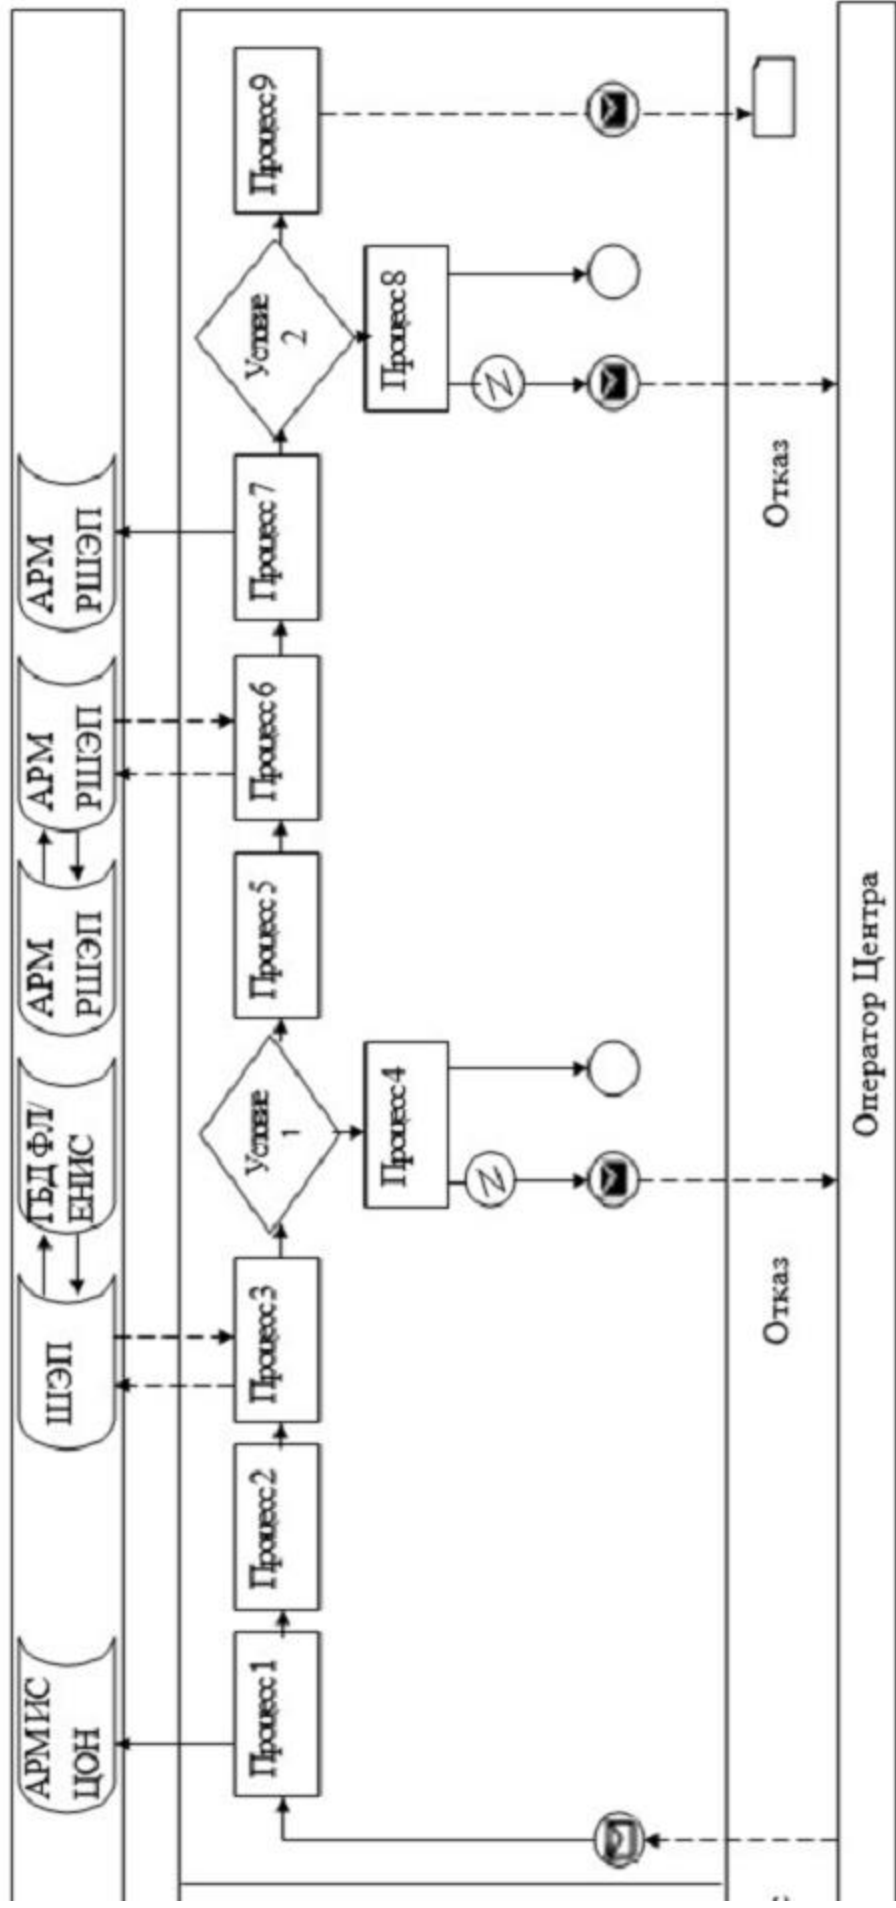 АРМ ИС
ЦОН
ШЭП
ГБД ФЛ/
ЕНИС
АРМ
РШЭП
АРМ
РШЭП
АРМ
РШЭП
Процесс 1
Процесс 2
Процесс 3
Условие
1
Процесс 5
Процесс 6
Процесс 7
Условие
2
Процесс 9
Процесс 4
Процесс 8
Отказ
Отказ
Оператор Центра